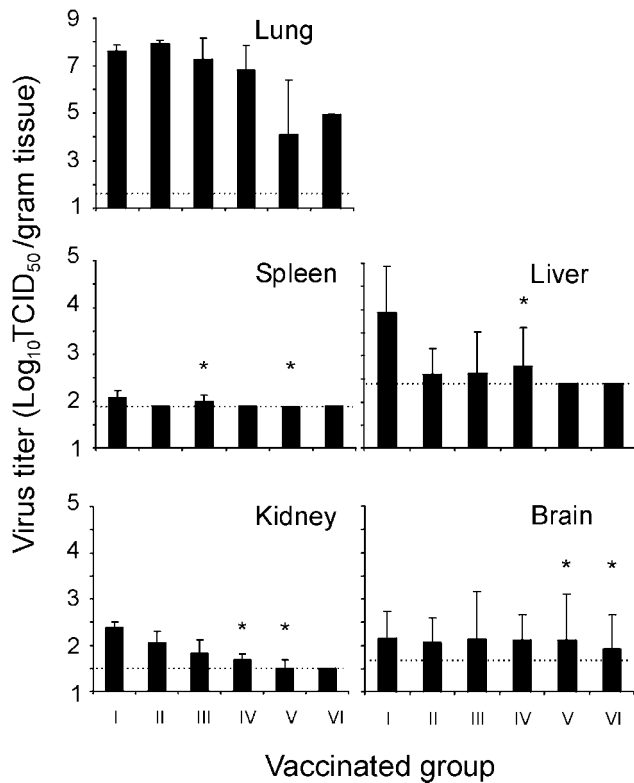 Virus titer (Log10TCID50/gram tissue)
Lung
9
7
5
3
1
Spleen
5
4
3
2
1
* *
Liver
*
Kidney
5
4
3
2
1
* *
Brain
* *
I II III IV V VI
I II III IV V VI
Vaccinated group